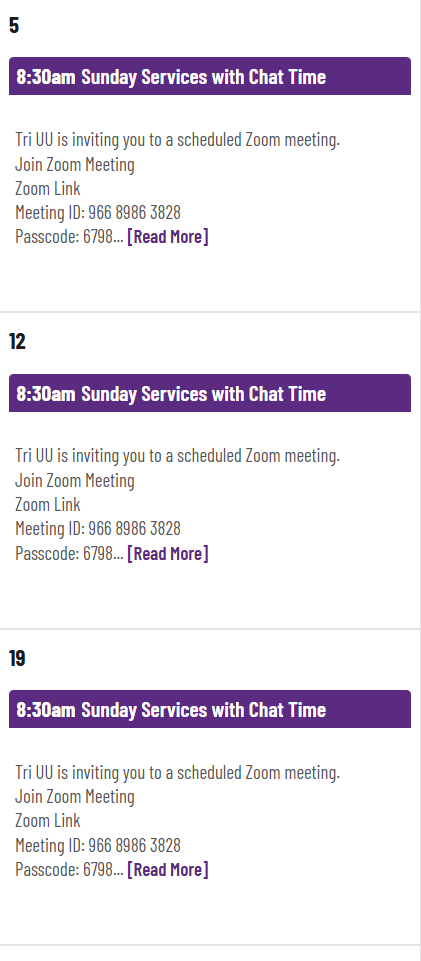 5
8:30am Sunday Services with Chat Time
Tri UU is inviting you to a scheduled Zoom meeting.
Join Zoom Meeting
Zoom Link
Meeting ID: 966 8986 3828
Passcode: 6798... [Read More]
12
8:30am Sunday Services with Chat Time
Tri UU is inviting you to a scheduled Zoom meeting.
Join Zoom Meeting
Zoom Link
Meeting ID: 966 8986 3828
Passcode: 6798... [Read More]
19
8:30am Sunday Services with Chat Time
Tri UU is inviting you to a scheduled Zoom meeting.
Join Zoom Meeting
Zoom Link
Meeting ID: 966 8986 3828
Passcode: 6798... [Read More]